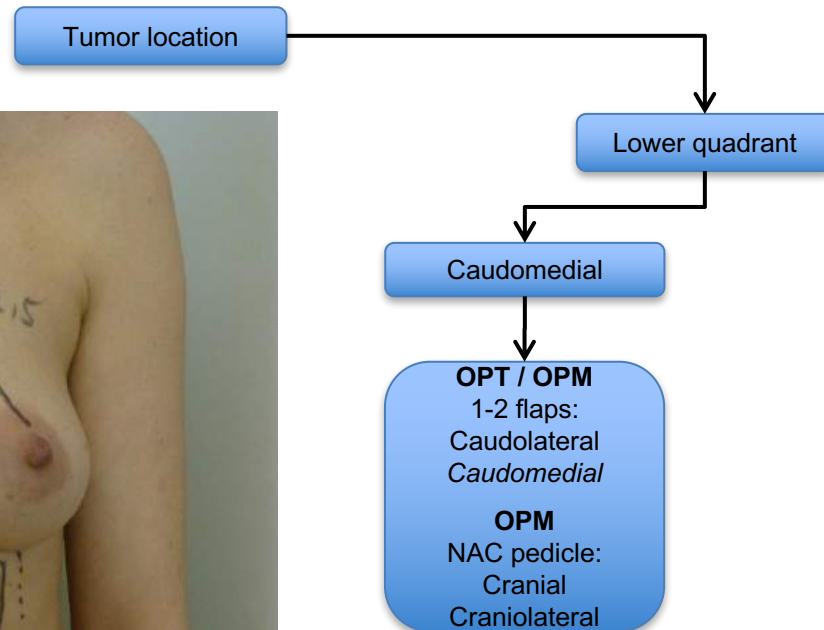 Tumor location
Lower quadrant
Caudomedial
OPT / OPM
1-2 flaps:
Caudolateral
Caudomedial
OPM
NAC pedicle:
Cranial
Craniolateral